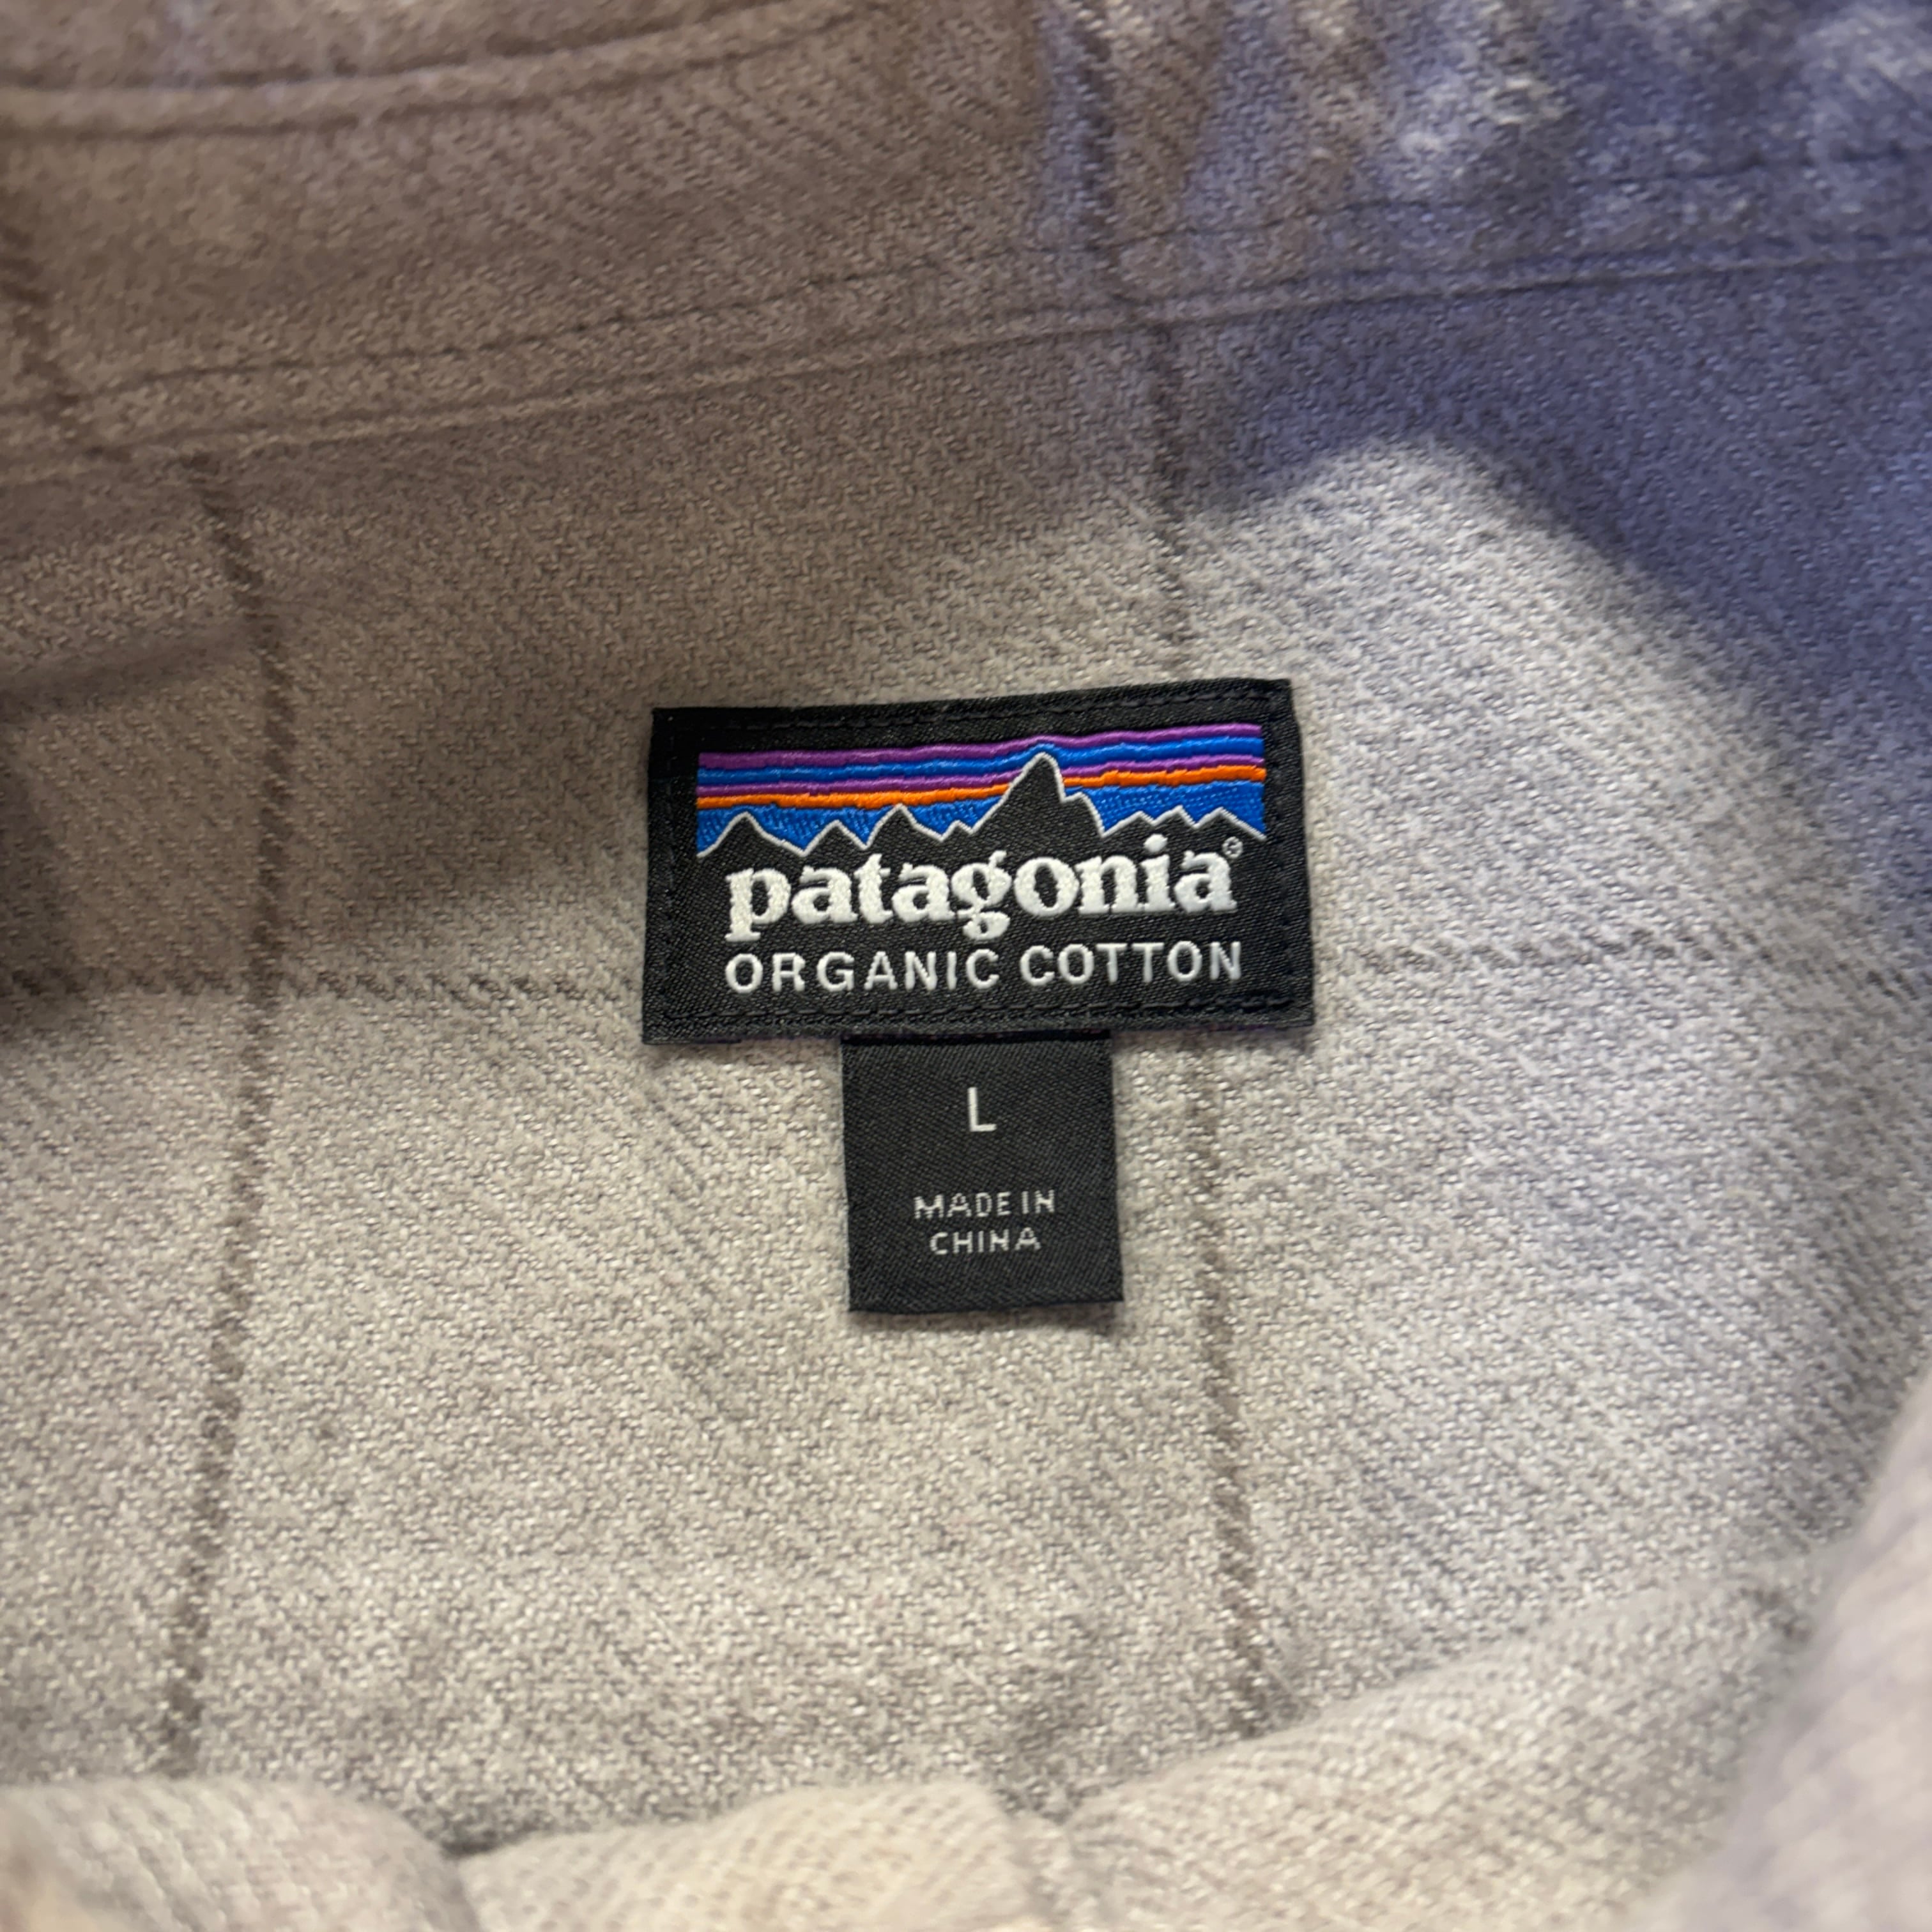 patagonia®
ORGANIC COTTON
L
MADE IN
CHINA